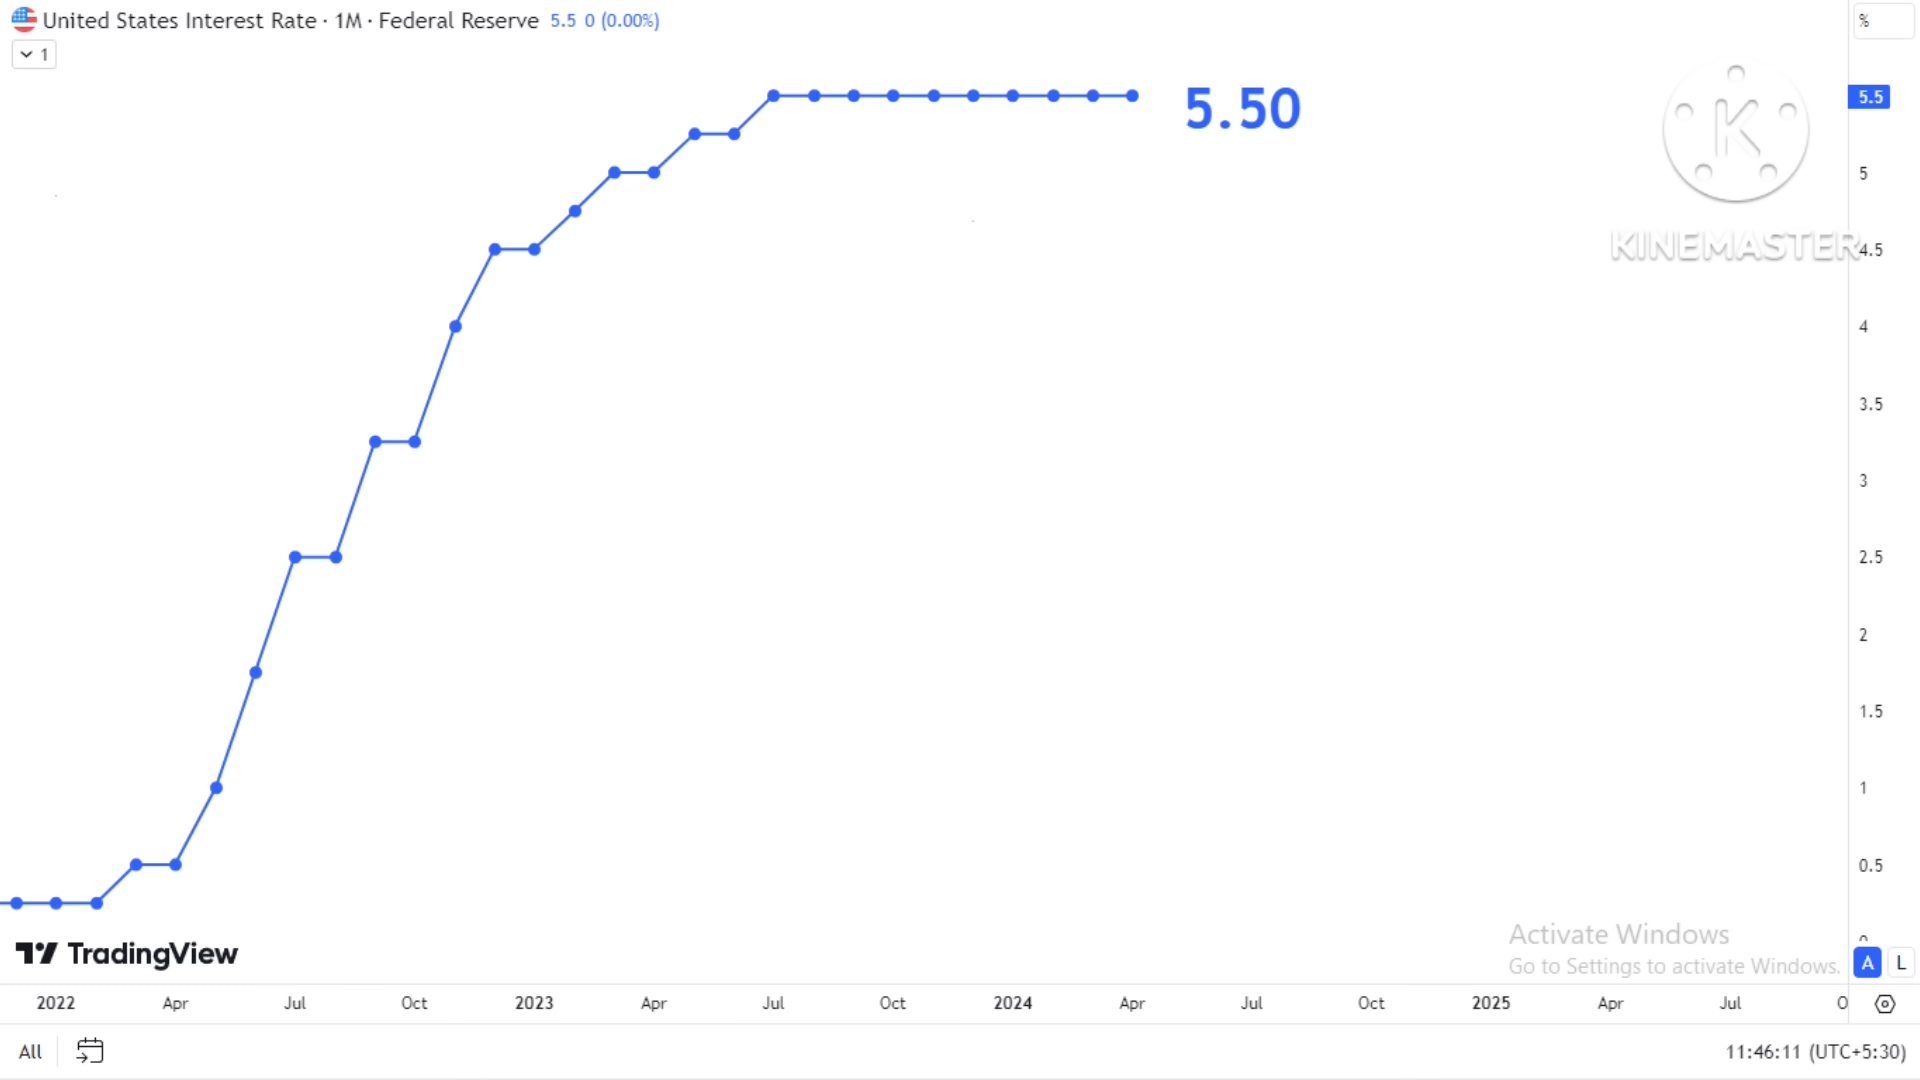 United States Interest Rate · 1M · Federal Reserve 5.5 0 (0.00%)
%
1
5.50
5.5
K
5
KINEMASTER
4.5
4
3.5
3
2.5
2
1.5
1
0.5
0
TradingView
Activate Windows
Go to Settings to activate Windows.
A L
2022 Apr Jul Oct 2023 Apr Jul Oct 2024 Apr Jul Oct 2025 Apr Jul O
All
11:46:11 (UTC+5:30)